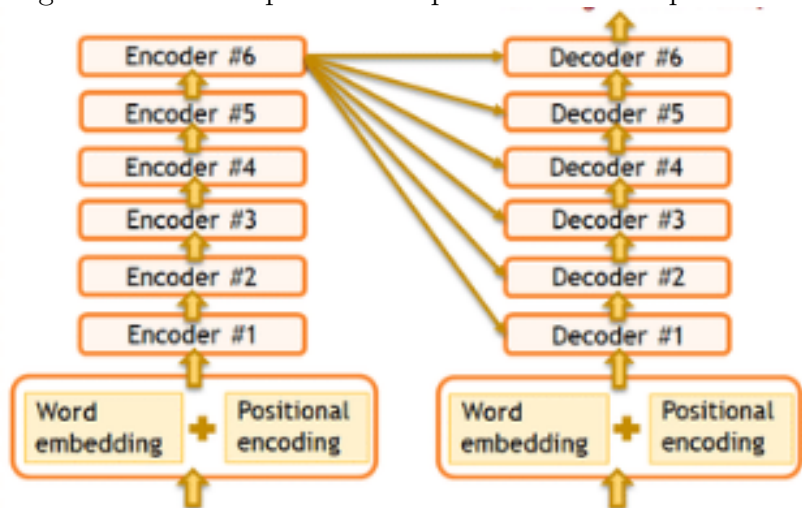 Encoder #6
Encoder #5
Encoder #4
Encoder #3
Encoder #2
Encoder #1
Word
embedding
+
Positional
encoding
Decoder #6
Decoder #5
Decoder #4
Decoder #3
Decoder #2
Decoder #1
Word
embedding
+
Positional
encoding